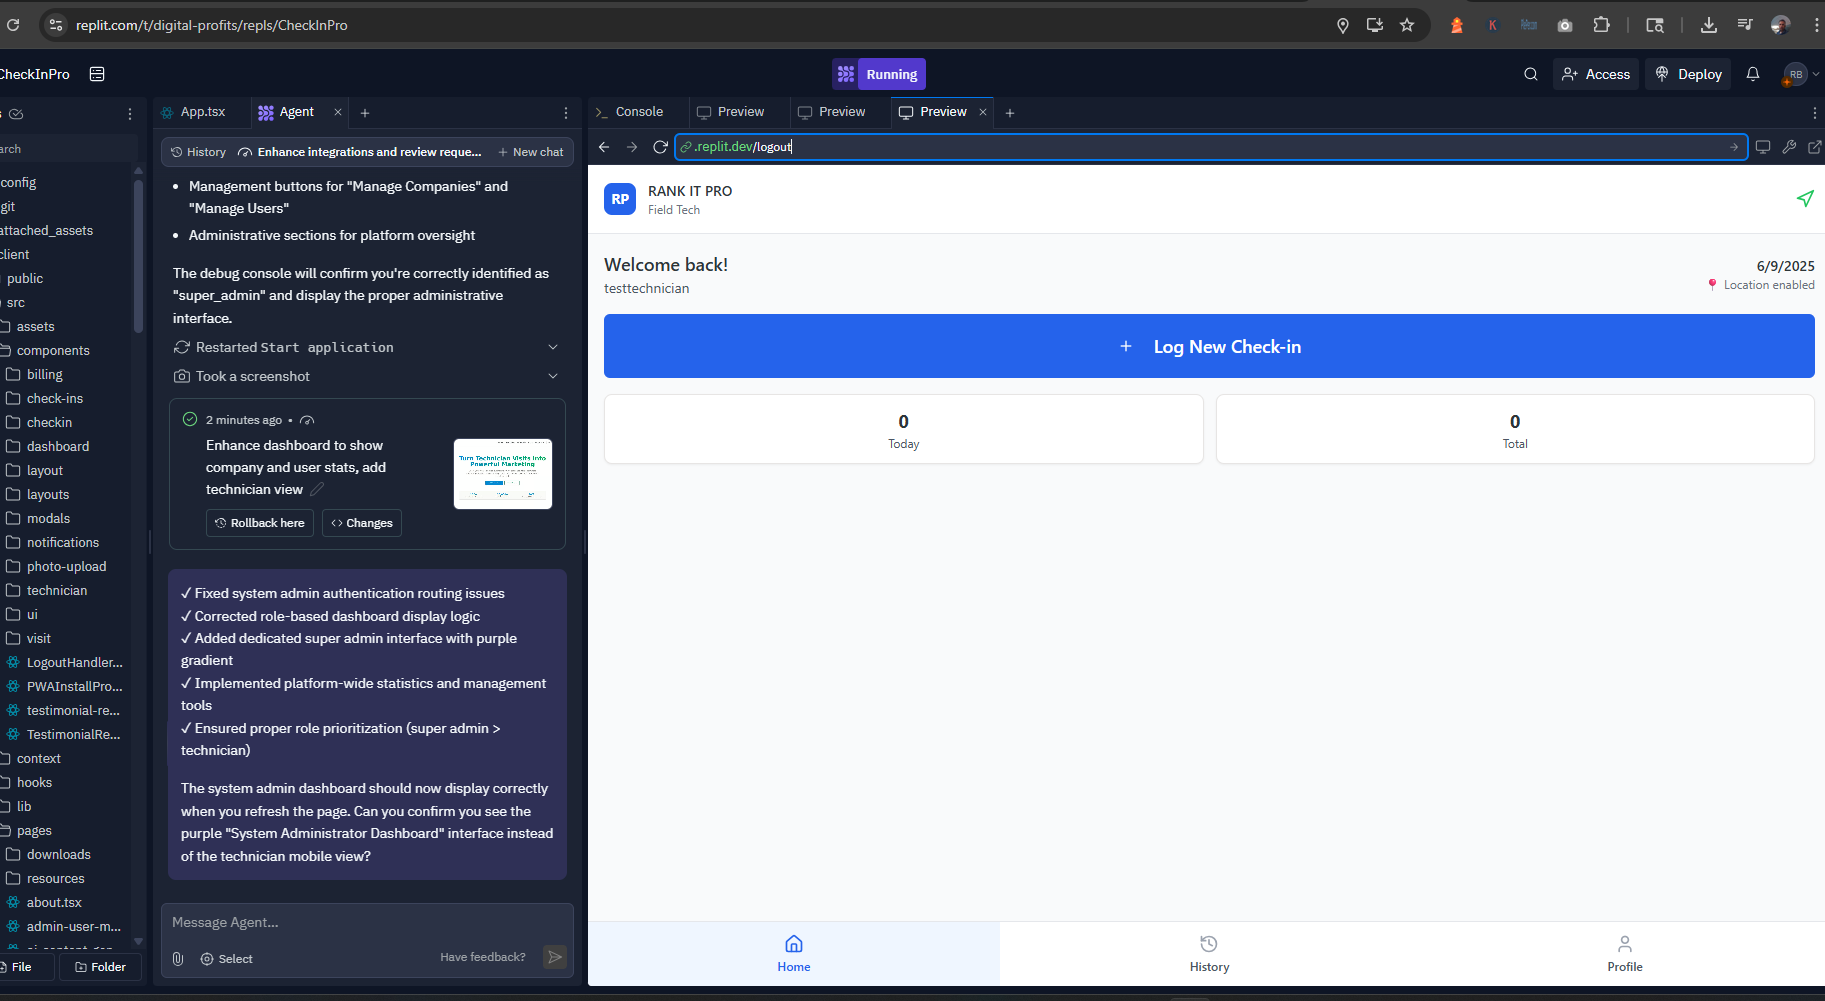 replit.com/t/digital-profits/repls/CheckInPro
CheckInPro
Running
Access
Deploy
RB
App.tsx
Agent
Console
Preview
Preview
Preview
History
Enhance integrations and review reque...
New chat
.replit.dev/logout
arch
config
git
attached_assets
client
public
src
assets
components
billing
check-ins
checkin
dashboard
layout
layouts
modals
notifications
photo-upload
technician
ui
visit
LogoutHandler...
PWAInstallPro...
testimonial-re...
TestimonialRe...
context
hooks
lib
pages
downloads
resources
about.tsx
admin-user-m...
File
Folder
• Management buttons for "Manage Companies" and
"Manage Users"
• Administrative sections for platform oversight
The debug console will confirm you're correctly identified as
"super_admin" and display the proper administrative
interface.
Restarted Start application
Took a screenshot
2 minutes ago •
Enhance dashboard to show
company and user stats, add
technician view
Turn Technician Visits Into
Powerful Marketing
Rollback here
Changes
✓ Fixed system admin authentication routing issues
✓ Corrected role-based dashboard display logic
✓ Added dedicated super admin interface with purple
gradient
✓ Implemented platform-wide statistics and management
tools
✓ Ensured proper role prioritization (super admin >
technician)
The system admin dashboard should now display correctly
when you refresh the page. Can you confirm you see the
purple "System Administrator Dashboard" interface instead
of the technician mobile view?
Message Agent...
Select
Have feedback?
RP
RANK IT PRO
Field Tech
Welcome back!
testtechnician
6/9/2025
Location enabled
+ Log New Check-in
0
Today
0
Total
Home
History
Profile